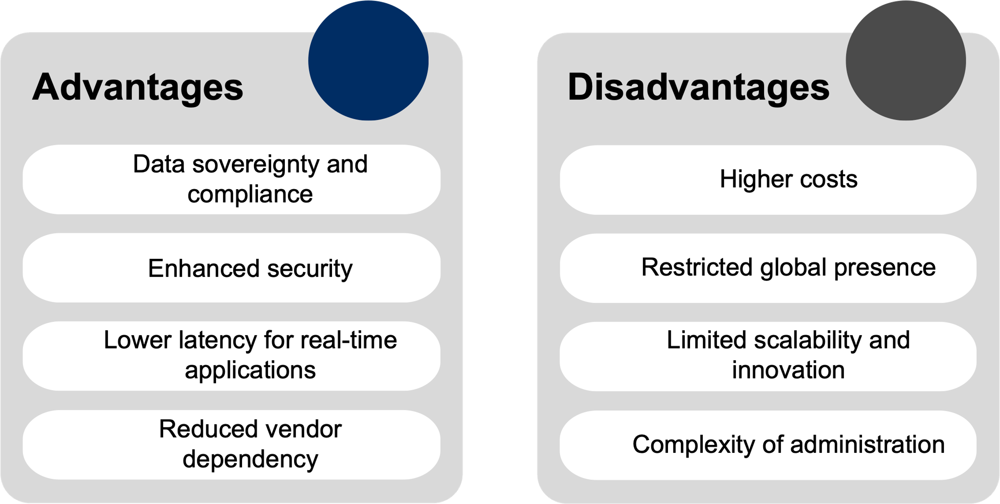 Advantages
Data sovereignty and
compliance
Enhanced security
Lower latency for real-time
applications
Reduced vendor
dependency
Disadvantages
Higher costs
Restricted global presence
Limited scalability and
innovation
Complexity of administration